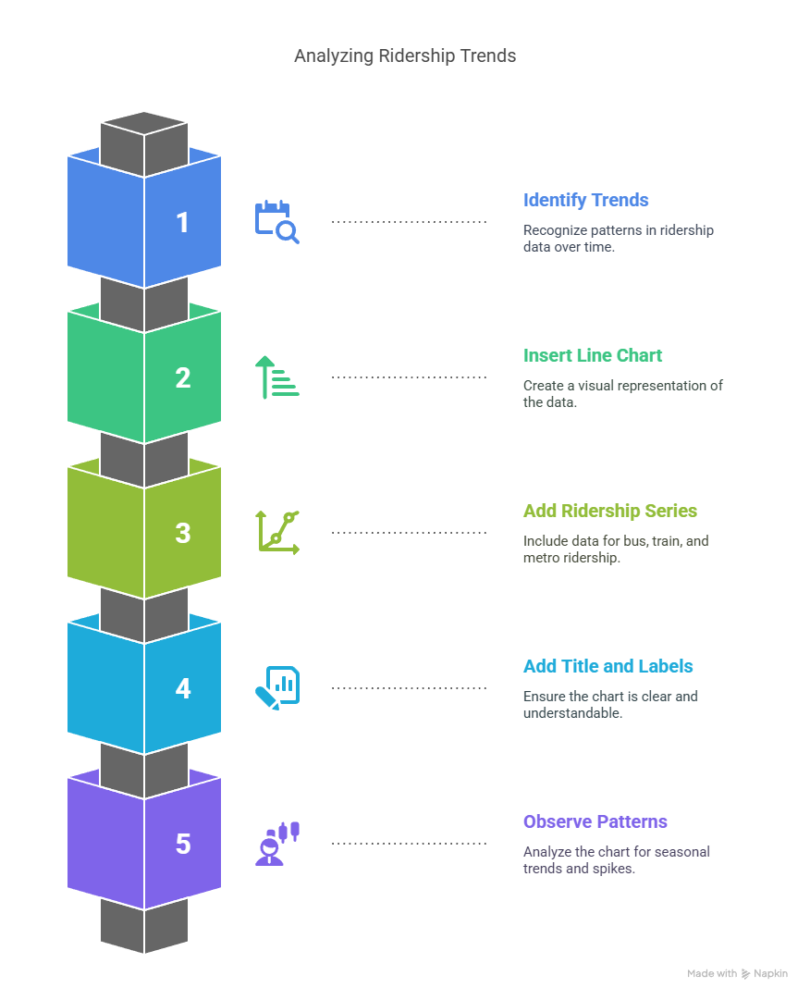 Analyzing Ridership Trends
1
Identify Trends
Recognize patterns in ridership
data over time.
2
Insert Line Chart
Create a visual representation of
the data.
3
Add Ridership Series
Include data for bus, train, and
metro ridership.
4
Add Title and Labels
Ensure the chart is clear and
understandable.
5
Observe Patterns
Analyze the chart for seasonal
trends and spikes.
Made with Napkin